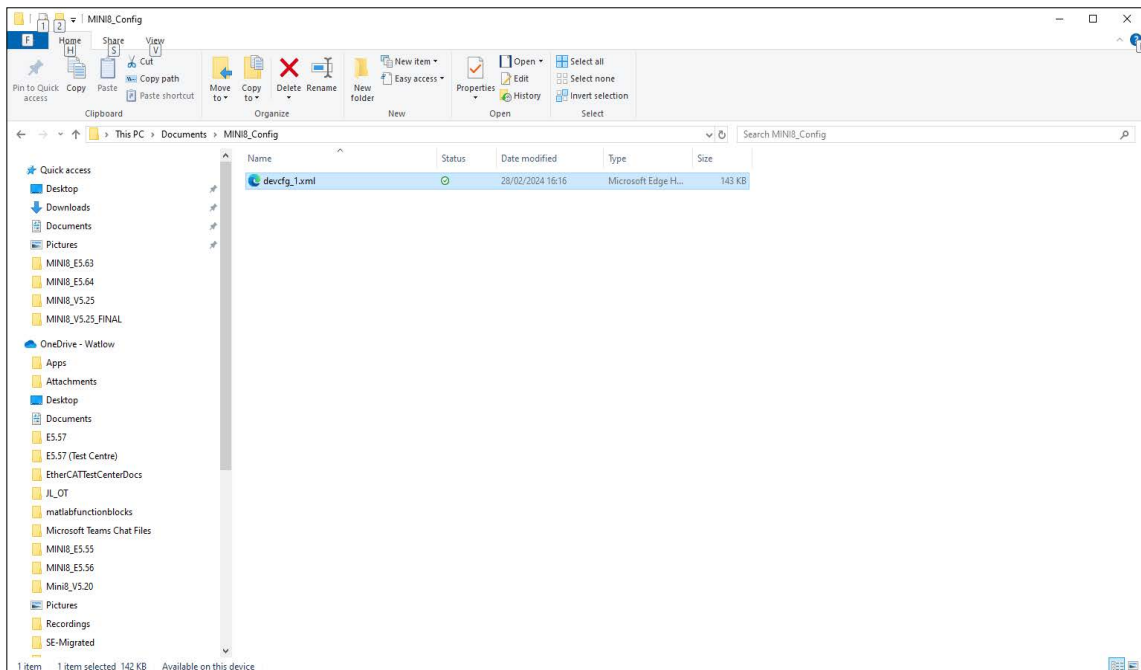 MINI8_Config
1 2
F Home Share View
H S V
Pin to Quick access
Copy
Paste
Cut
Copy path
Paste shortcut
Move to
Copy to
Delete
Rename
New folder
New item
Easy access
Properties
Open
Edit
History
Select all
Select none
Invert selection
Clipboard Organize New Open Select
This PC > Documents > MINI8_Config
Search MINI8_Config
Name Status Date modified Type Size
devcfg_1.xml 28/02/2024 16:16 Microsoft Edge H... 143 KB
Quick access
Desktop
Downloads
Documents
Pictures
MINI8_E5.63
MINI8_E5.64
MINI8_V5.25
MINI8_V5.25_FINAL
OneDrive - Watlow
Apps
Attachments
Desktop
Documents
E5.57
E5.57 (Test Centre)
EtherCATTestCenterDocs
JL_OT
matlabfunctionblocks
Microsoft Teams Chat Files
MINI8_E5.55
MINI8_E5.56
Mini8_V5.20
Pictures
Recordings
SE-Migrated
1 item 1 item selected 142 KB Available on this device